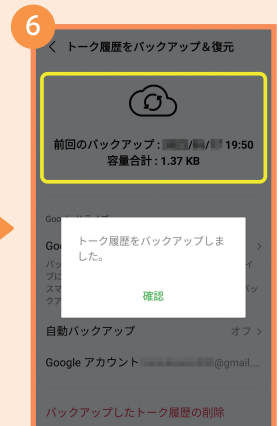 6
トーク履歴をバックアップ&復元
前回のバックアップ : / / 19:50
容量合計 : 1.37 KB
トーク履歴をバックアップしま
した。
確認
自動バックアップ
オフ
Google アカウント @gmail...
バックアップしたトーク履歴の削除